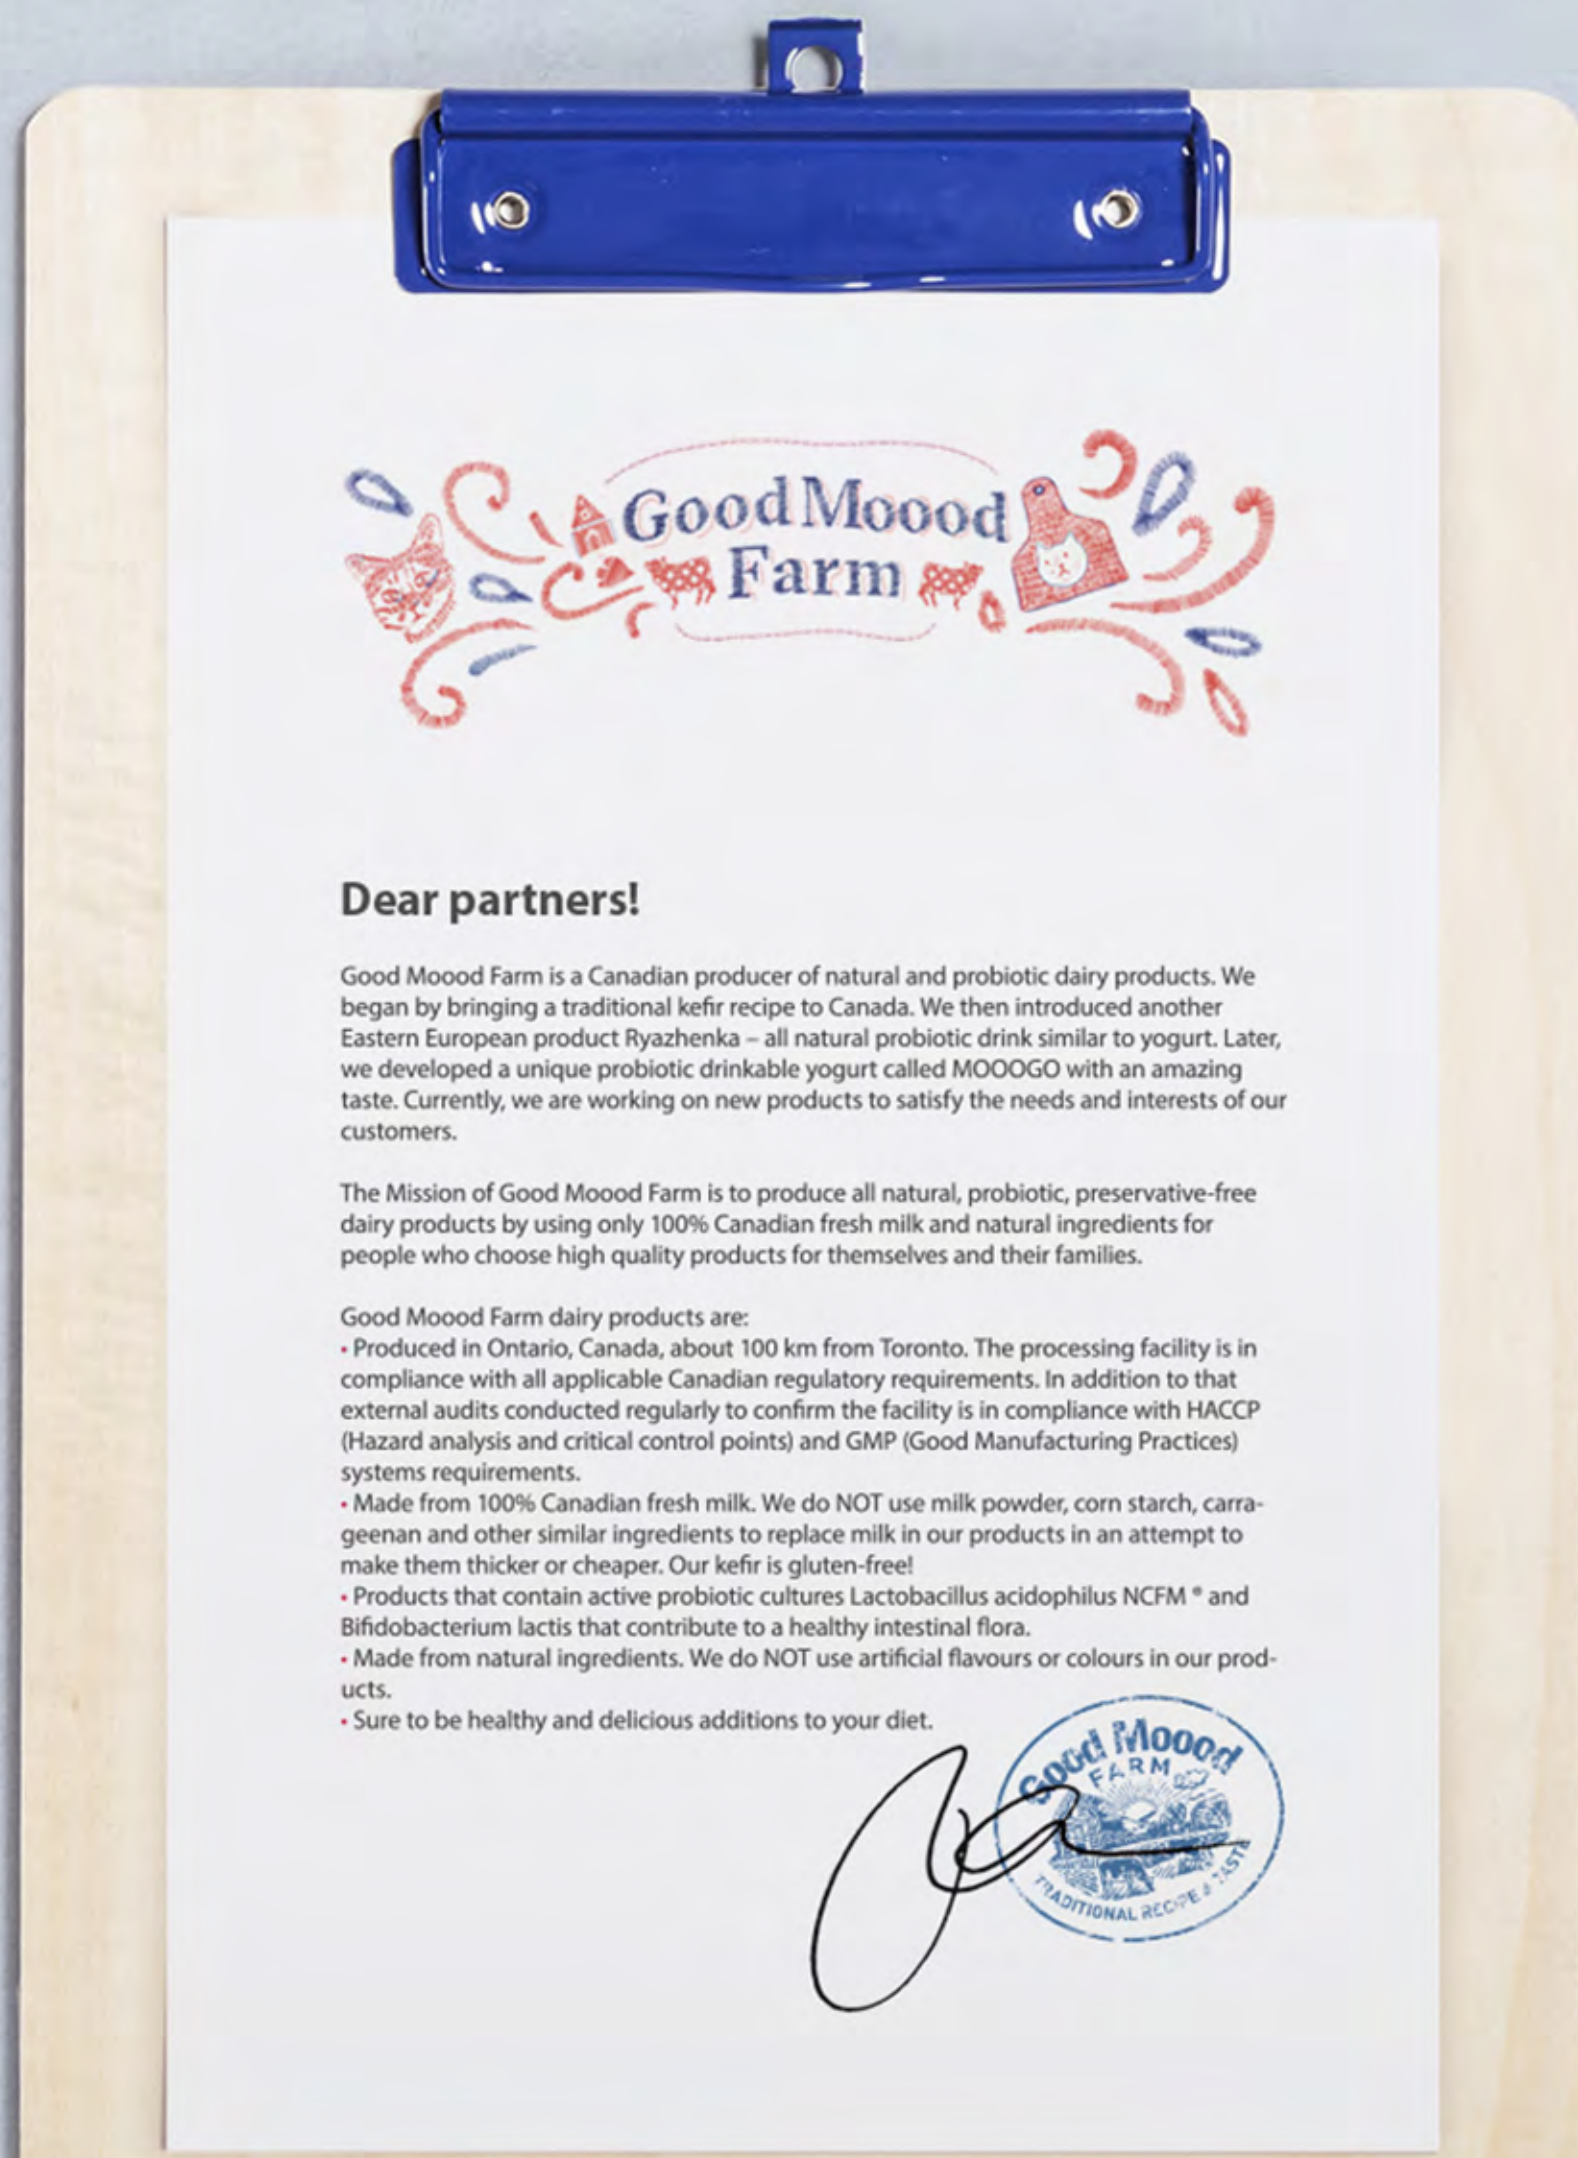 Good Moood
Farm
Dear partners!
Good Moood Farm is a Canadian producer of natural and probiotic dairy products. We
began by bringing a traditional kefir recipe to Canada. We then introduced another
Eastern European product Ryazhenka – all natural probiotic drink similar to yogurt. Later,
we developed a unique probiotic drinkable yogurt called MOOOGO with an amazing
taste. Currently, we are working on new products to satisfy the needs and interests of our
customers.
The Mission of Good Moood Farm is to produce all natural, probiotic, preservative-free
dairy products by using only 100% Canadian fresh milk and natural ingredients for
people who choose high quality products for themselves and their families.
Good Moood Farm dairy products are:
• Produced in Ontario, Canada, about 100 km from Toronto. The processing facility is in
compliance with all applicable Canadian regulatory requirements. In addition to that
external audits conducted regularly to confirm the facility is in compliance with HACCP
(Hazard analysis and critical control points) and GMP (Good Manufacturing Practices)
systems requirements.
• Made from 100% Canadian fresh milk. We do NOT use milk powder, corn starch, carra-
geenan and other similar ingredients to replace milk in our products in an attempt to
make them thicker or cheaper. Our kefir is gluten-free!
• Products that contain active probiotic cultures Lactobacillus acidophilus NCFM ® and
Bifidobacterium lactis that contribute to a healthy intestinal flora.
• Made from natural ingredients. We do NOT use artificial flavours or colours in our prod-
ucts.
• Sure to be healthy and delicious additions to your diet.
Good Moood
FARM
TRADITIONAL RECIPE & TASTE